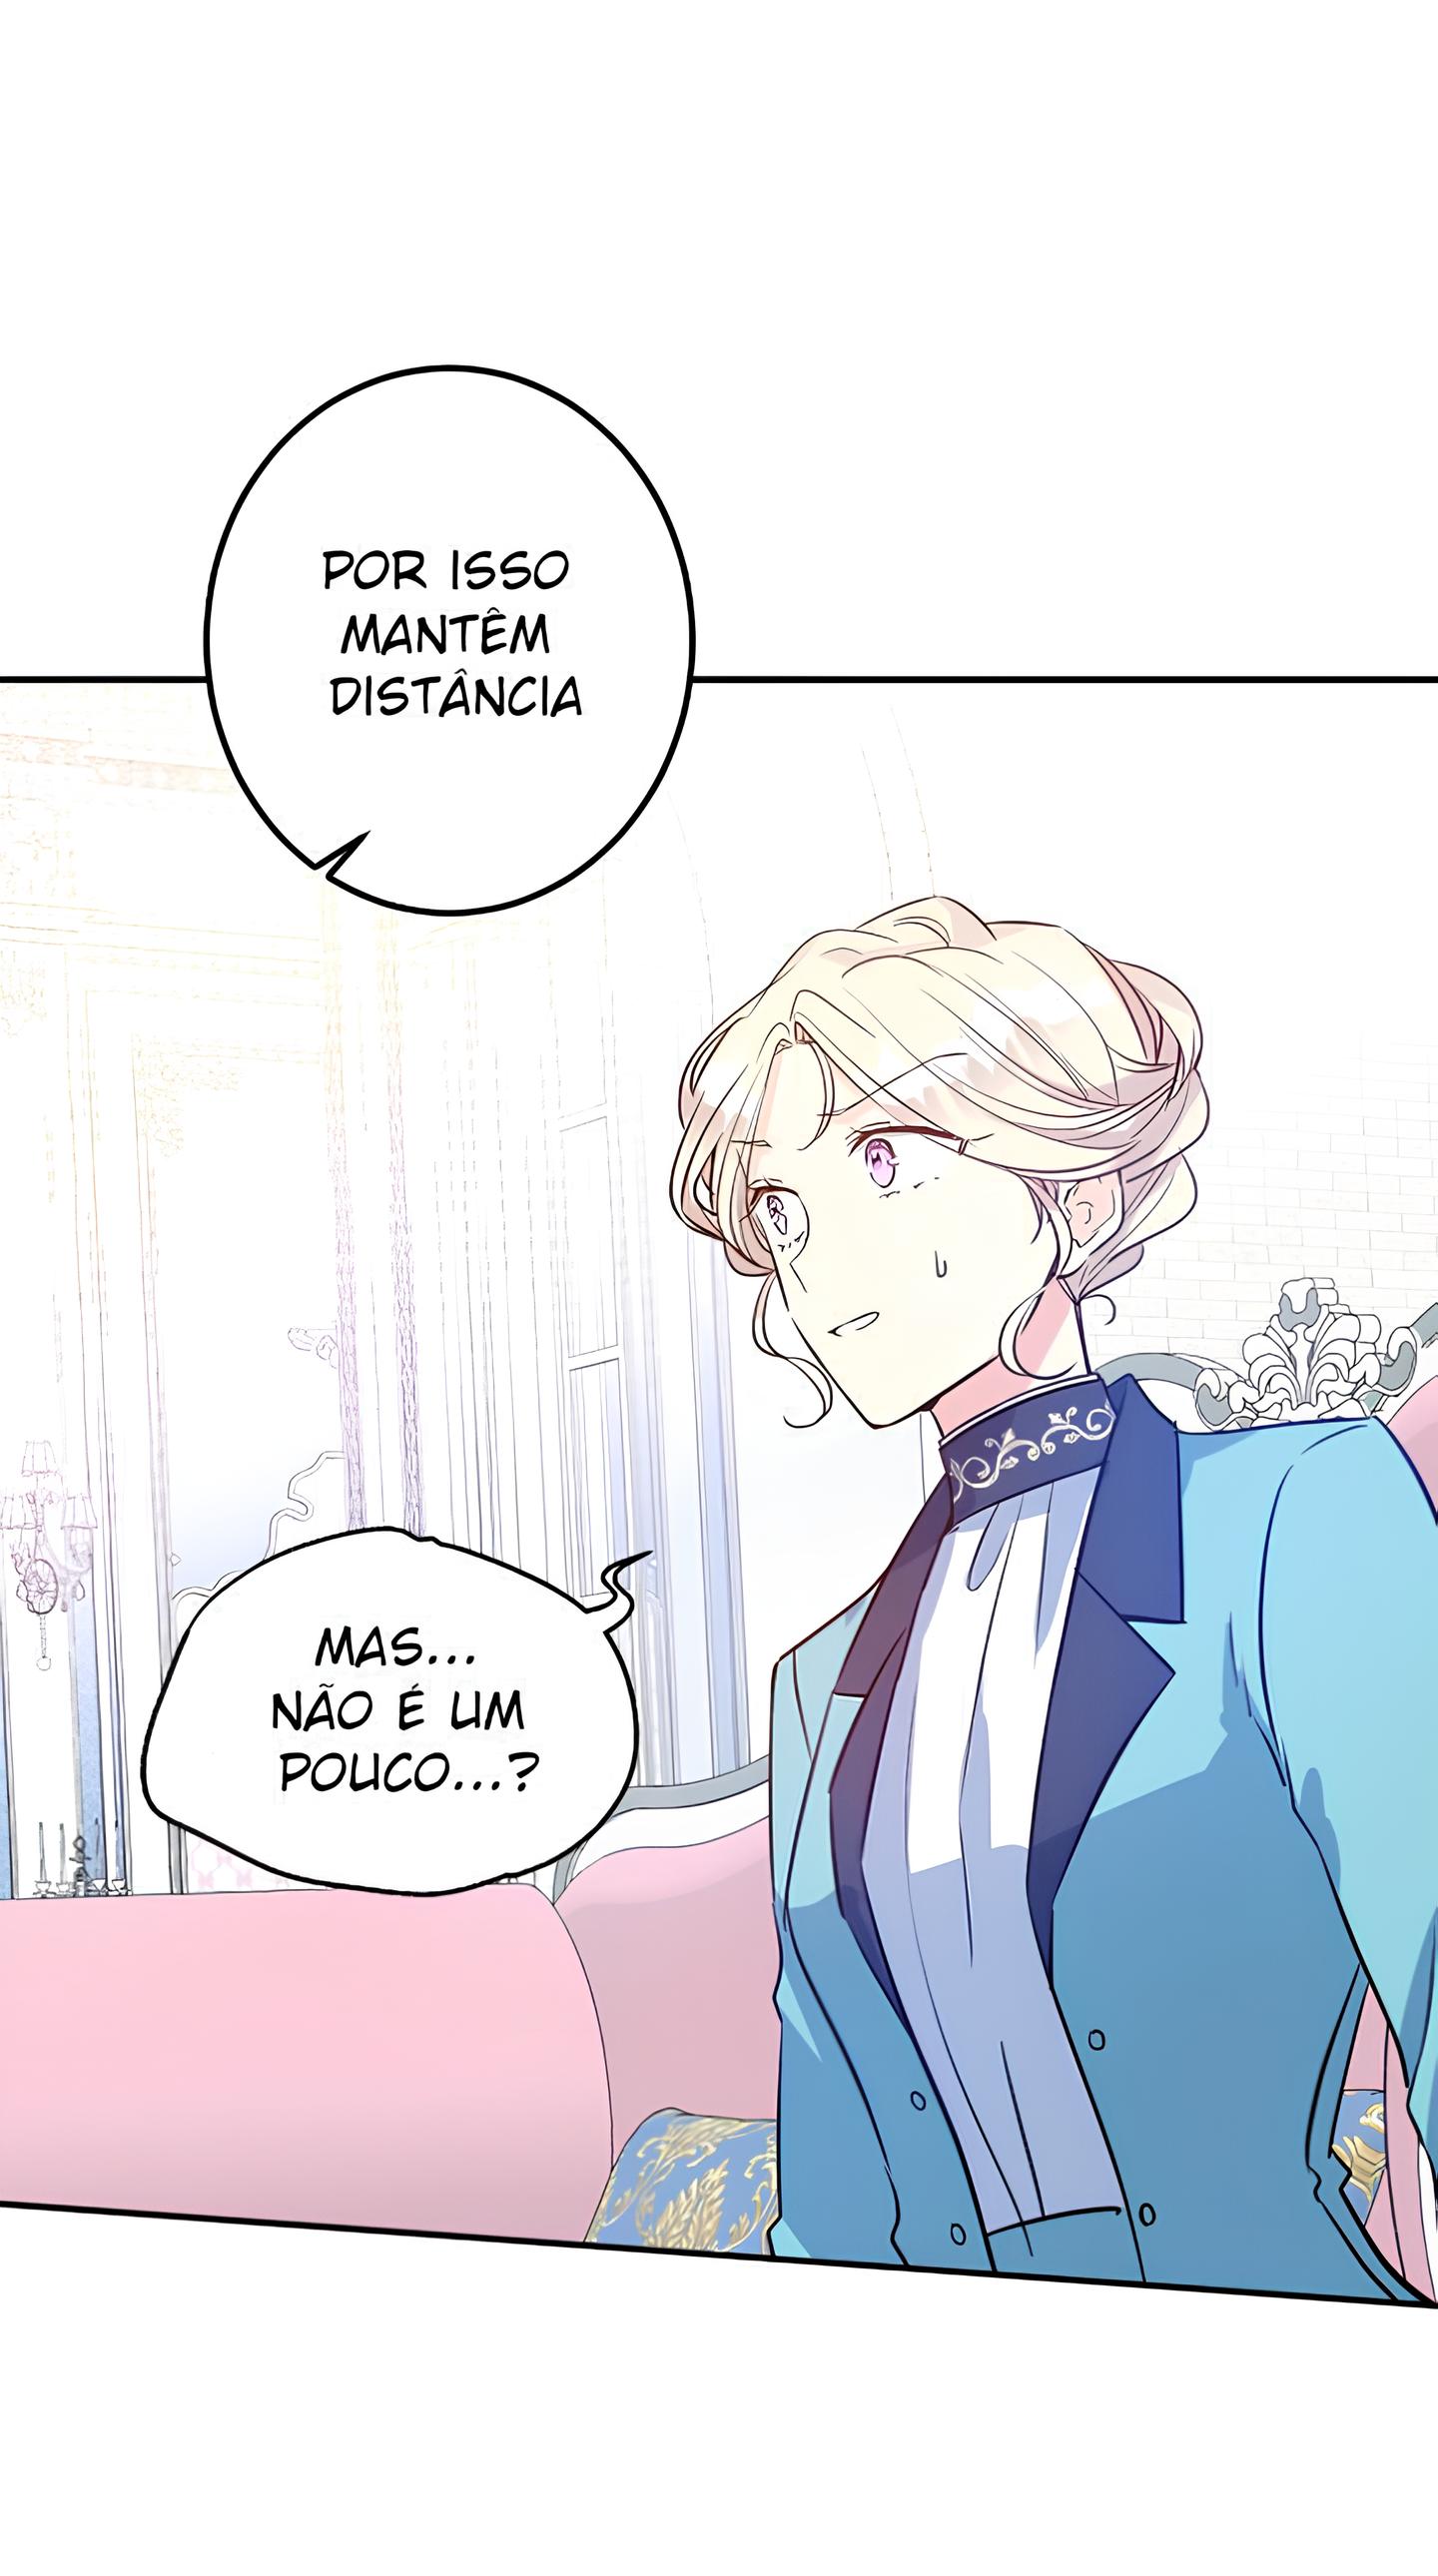 POR ISSO
MANTÊM
DISTÂNCIA
MAS...
NÃO É UM
POUCO...?